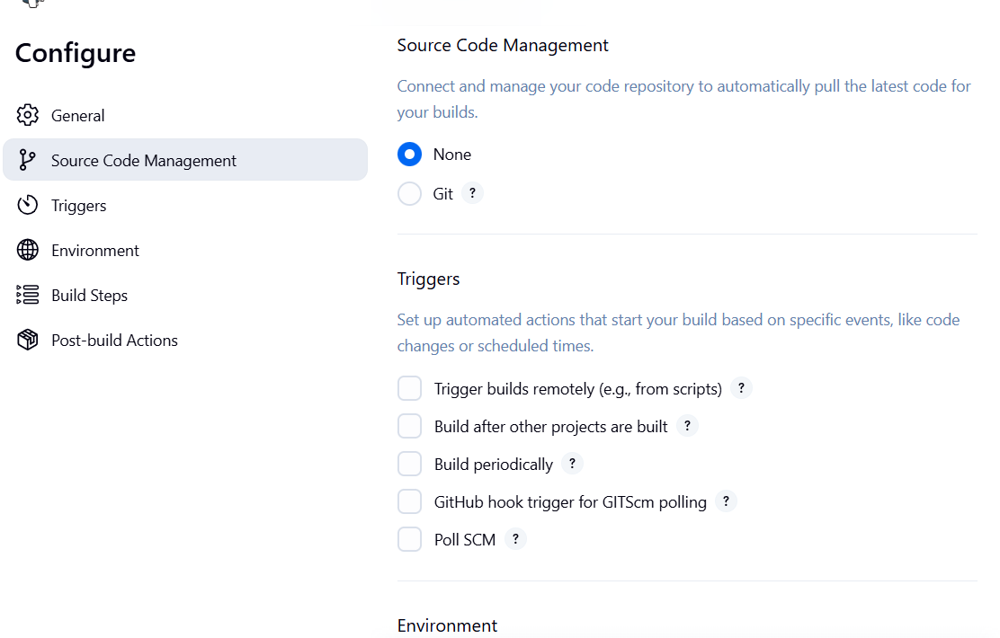 Configure
General
Source Code Management
Triggers
Environment
Build Steps
Post-build Actions
Source Code Management
Connect and manage your code repository to automatically pull the latest code for
your builds.
None
Git ?
Triggers
Set up automated actions that start your build based on specific events, like code
changes or scheduled times.
Trigger builds remotely (e.g., from scripts) ?
Build after other projects are built ?
Build periodically ?
GitHub hook trigger for GITScm polling ?
Poll SCM ?
Environment